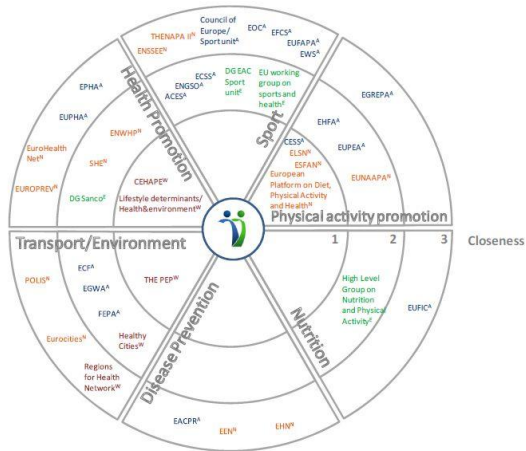 THENAPA II^N
ENSSEE^N
Council of
Europe/
Sport unit^A
EOC^A
EFCS^A
EUFAPA^A
EWS^A
ECSS^A
ENGSO^A
ACES^A
DG EAC
Sport
unit^E
EU working
group on
sports and
health^E
Sport
EPHA^A
EUPHA^A
EuroHealth
Net^N
EUROPREV^N
ENWHP^N
SHE^N
DG Sanco^E
CEHAPE^W
Lifestyle determinants/
Health&environment^W
Health Promotion
EGREPA^A
EHFA^A
EUPEA^A
EUNAAPA^N
CESS^A
ELSN^N
ESFAN^N
European
Platform on Diet,
Physical Activity
and Health^N
Physical activity promotion
Transport/Environment
1
2
3
Closeness
POLIS^N
ECF^A
EGWA^A
FEPA^A
THE PEP^W
Eurocities^N
Healthy
Cities^W
Regions
for Health
Network^W
Disease Prevention
Nutrition
High Level
Group on
Nutrition
and Physical
Activity^E
EUFIC^A
EACPR^A
EEN^N
EHN^N